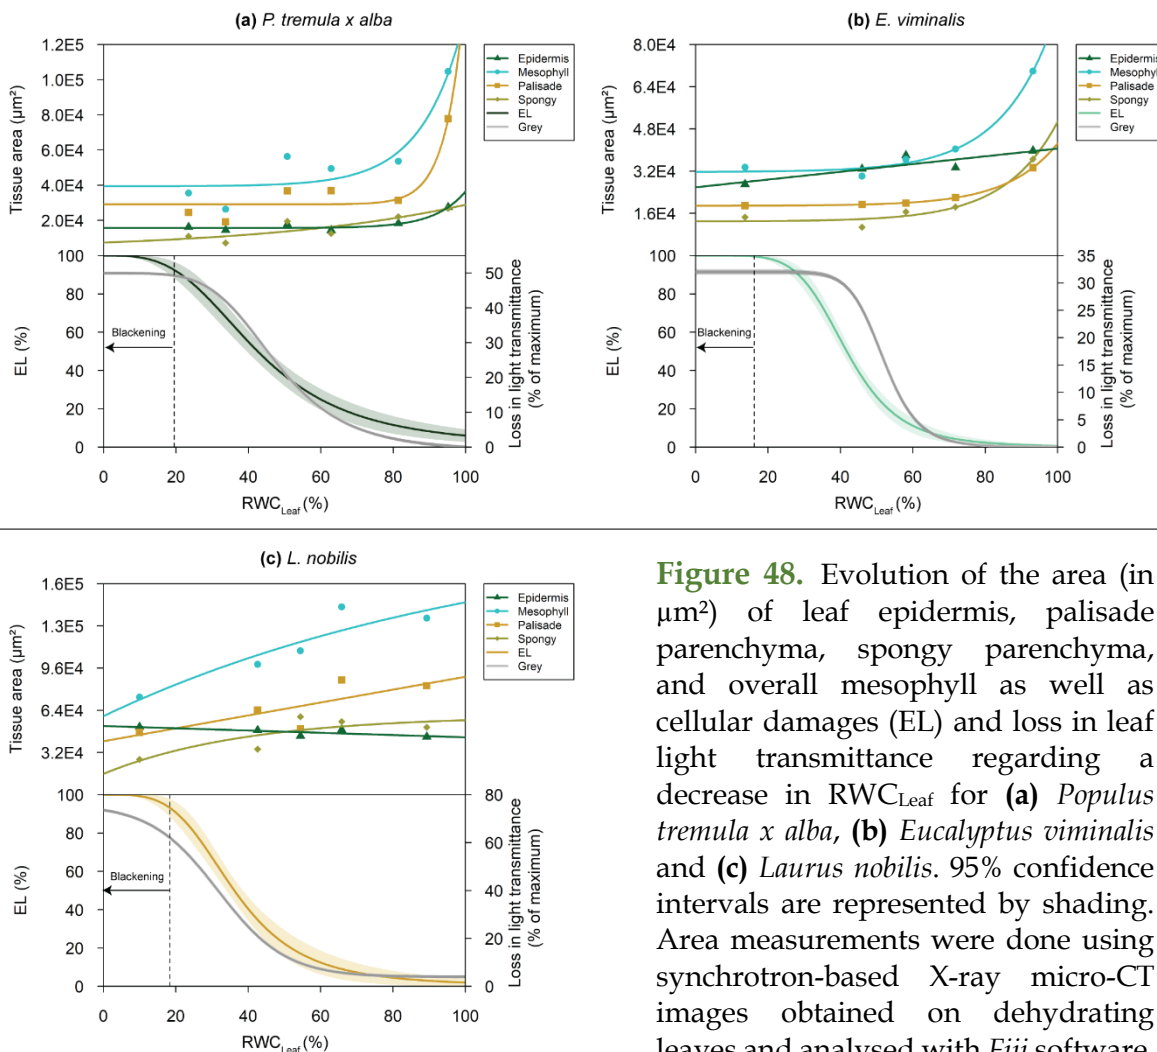 (a) P. tremula x alba
Tissue area (µm²)
1.2E5
1.0E5
8.0E4
6.0E4
4.0E4
2.0E4
Epidermis
Mesophyll
Palisade
Spongy
EL
Grey
EL (%)
100
80
60
40
20
0
Blackening
50
40
30
20
10
0
Loss in light transmittance
(% of maximum)
0 20 40 60 80 100
RWCLeaf (%)
(b) E. viminalis
Tissue area (µm²)
8.0E4
6.4E4
4.8E4
3.2E4
1.6E4
Epidermis
Mesophyll
Palisade
Spongy
EL
Grey
EL (%)
100
80
60
40
20
0
Blackening
35
30
25
20
15
10
5
0
Loss in light transmittance
(% of maximum)
0 20 40 60 80 100
RWCLeaf (%)
(c) L. nobilis
Tissue area (µm²)
1.6E5
1.3E5
9.6E4
6.4E4
3.2E4
Epidermis
Mesophyll
Palisade
Spongy
EL
Grey
EL (%)
100
80
60
40
20
0
Blackening
80
60
40
20
0
Loss in light transmittance
(% of maximum)
0 20 40 60 80 100
RWCLeaf (%)
Figure 48. Evolution of the area (in
µm²) of leaf epidermis, palisade
parenchyma, spongy parenchyma,
and overall mesophyll as well as
cellular damages (EL) and loss in leaf
light transmittance regarding a
decrease in RWCLeaf for (a) Populus
tremula x alba, (b) Eucalyptus viminalis
and (c) Laurus nobilis. 95% confidence
intervals are represented by shading.
Area measurements were done using
synchrotron-based X-ray micro-CT
images obtained on dehydrating
leaves and analysed with Fiji software.